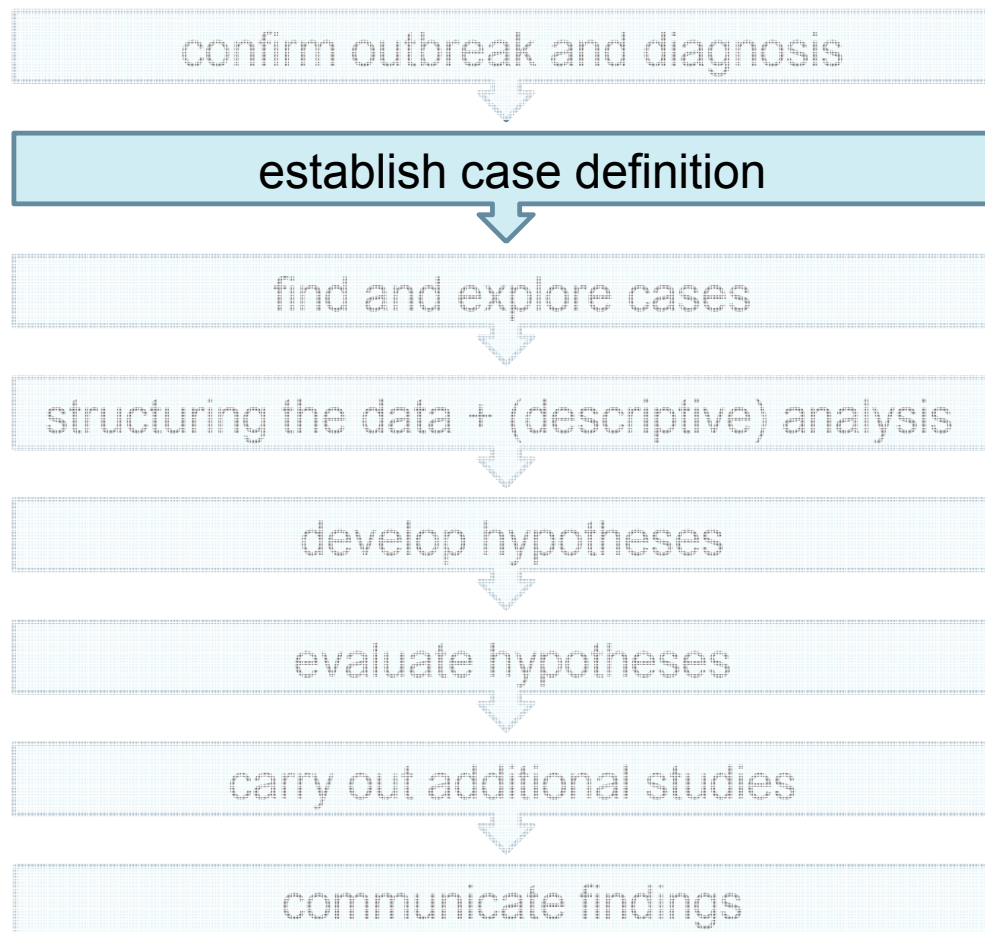 confirm outbreak and diagnosis
establish case definition
find and explore cases
structuring the data + (descriptive) analysis
develop hypotheses
evaluate hypotheses
carry out additional studies
communicate findings